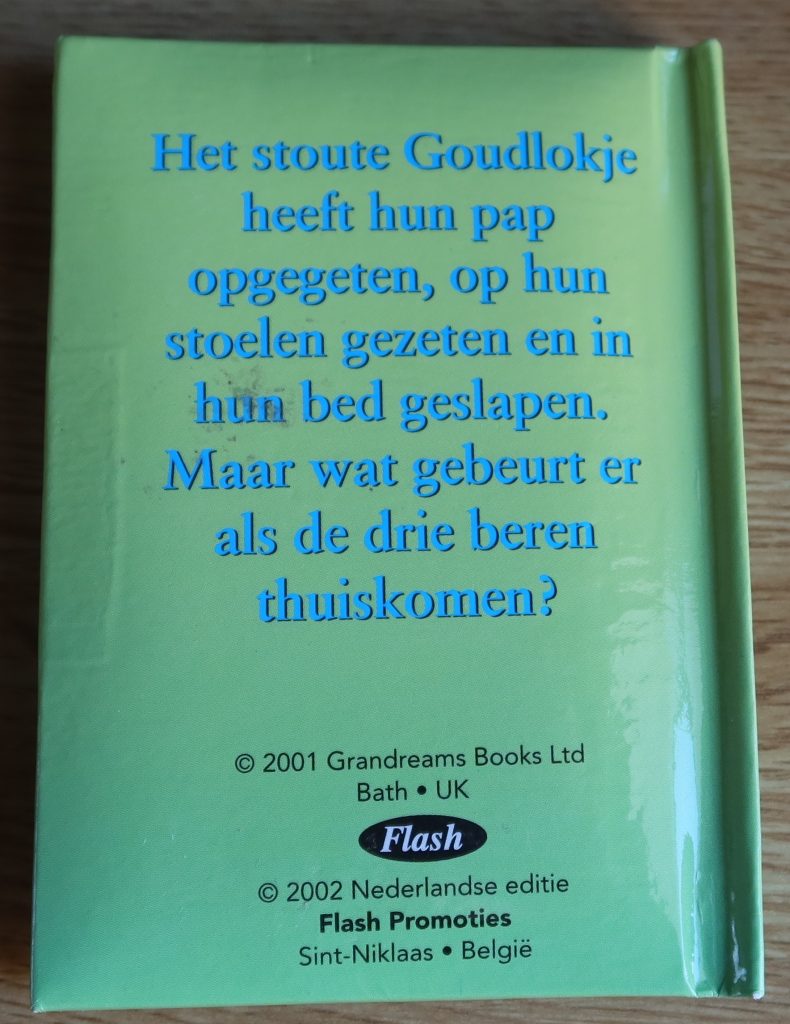 Het stoute Goudlokje
heeft hun pap
opgegeten, op hun
stoelen gezeten en in
hun bed geslapen.
Maar wat gebeurt er
als de drie beren
thuiskomen?
© 2001 Grandreams Books Ltd
Bath • UK
Flash
© 2002 Nederlandse editie
Flash Promoties
Sint-Niklaas • België